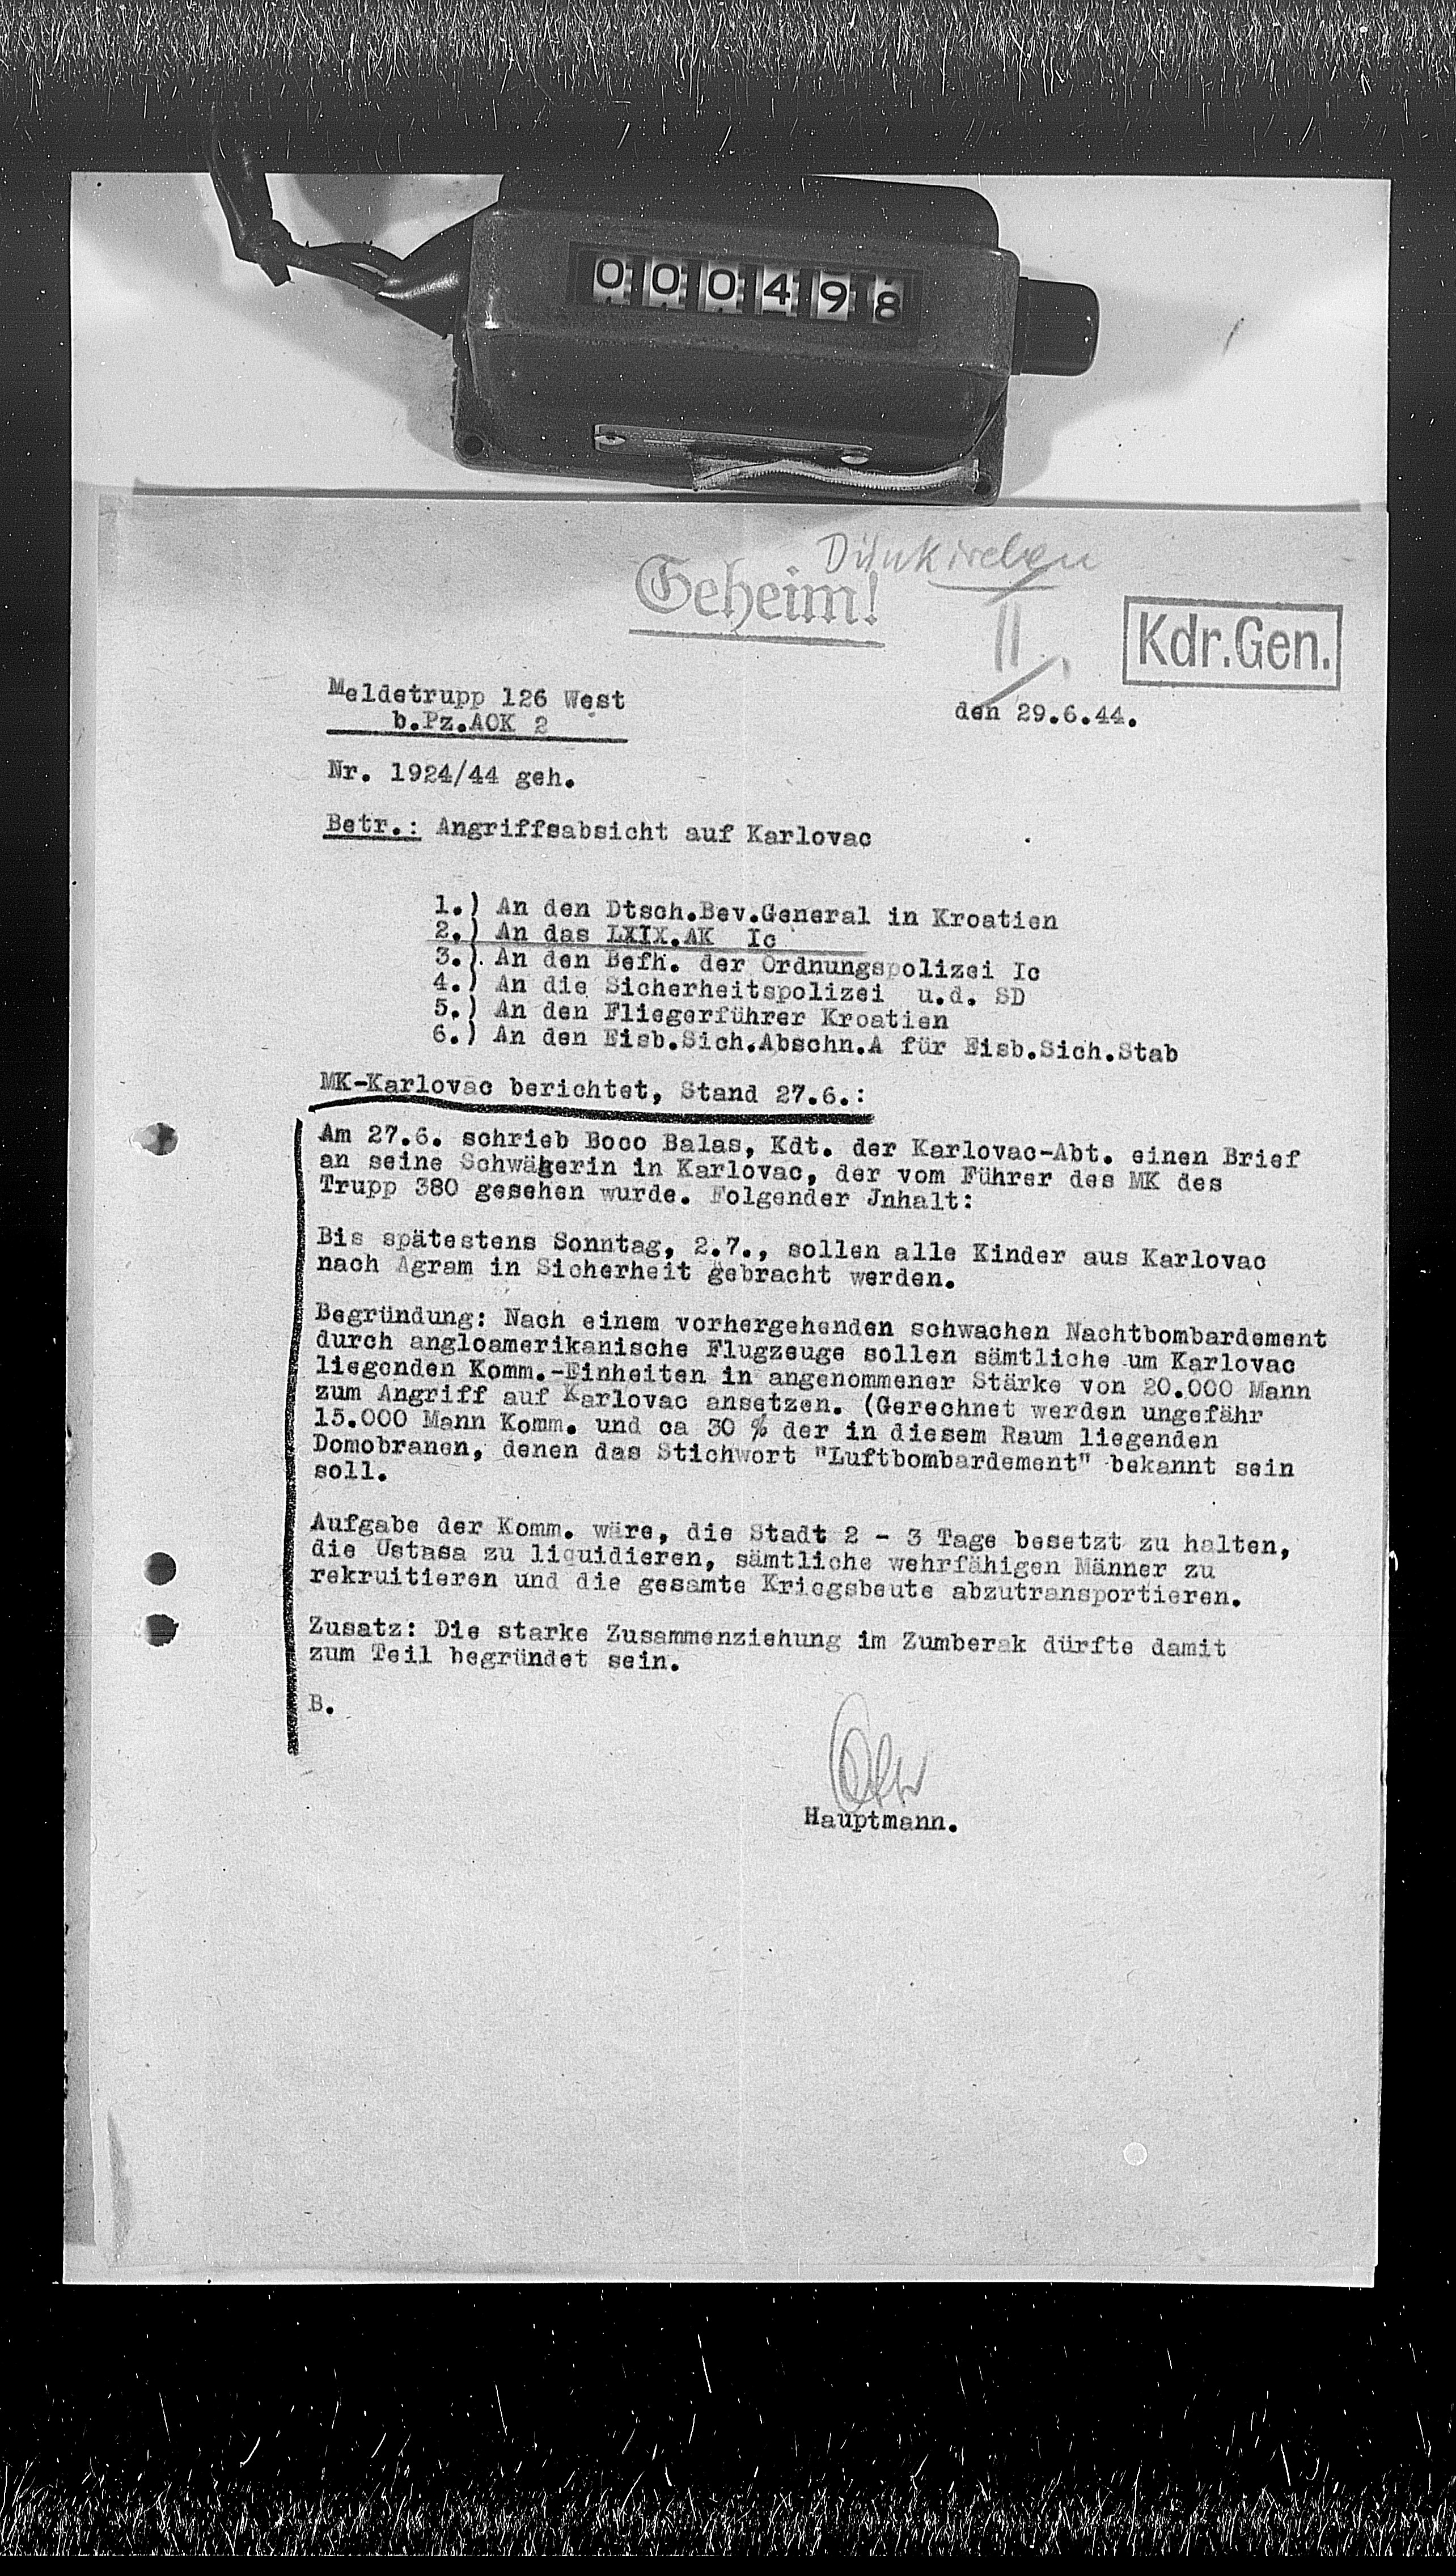 000498
Dünkirchen
Geheim!
II
Kdr.Gen.
Meldetrupp 126 West
b.Pz.AOK 2
den 29.6.44.
Nr. 1924/44 geh.
Betr.: Angriffsabsicht auf Karlovac
1.) An den Dtsch.Bev.General in Kroatien
2.) An das LXIX.AK Ic
3.). An den Befh. der Ordnungspolizei Ic
4.) An die Sicherheitspolizei u.d. SD
5.) An den Fliegerführer Kroatien
6.) An den Eisb.Sich.Abschn.A für Eisb.Sich.Stab
MK-Karlovac berichtet, Stand 27.6.:
Am 27.6. schrieb Boco Balas, Kdt. der Karlovac-Abt. einen Brief
an seine Schwägerin in Karlovac, der vom Führer des MK des
Trupp 380 gesehen wurde. Folgender Jnhalt:
Bis spätestens Sonntag, 2.7., sollen alle Kinder aus Karlovac
nach Agram in Sicherheit gebracht werden.
Begründung: Nach einem vorhergehenden schwachen Nachtbombardement
durch angloamerikanische Flugzeuge sollen sämtliche um Karlovac
liegenden Komm.-Einheiten in angenommener Stärke von 20.000 Mann
zum Angriff auf Karlovac ansetzen. (Gerechnet werden ungefähr
15.000 Mann Komm. und ca 30 % der in diesem Raum liegenden
Domobranen, denen das Stichwort "Luftbombardement" bekannt sein
soll.
Aufgabe der Komm. wäre, die Stadt 2 - 3 Tage besetzt zu halten,
die Ustasa zu liquidieren, sämtliche wehrfähigen Männer zu
rekruitieren und die gesamte Kriegsbeute abzutransportieren.
Zusatz: Die starke Zusammenziehung im Zumberak dürfte damit
zum Teil begründet sein.
B.
Hauptmann.